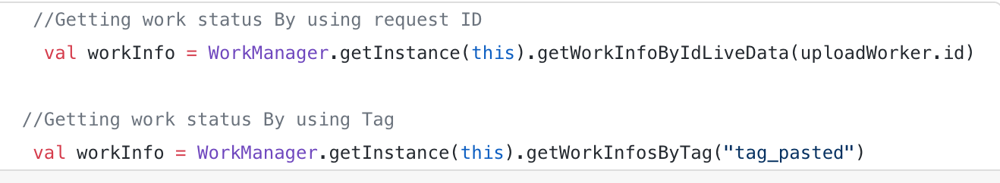 //Getting work status By using request ID
val workInfo = WorkManager.getInstance(this).getWorkInfoByIdLiveData(uploadWorker.id)
//Getting work status By using Tag
val workInfo = WorkManager.getInstance(this).getWorkInfosByTag("tag_pasted")